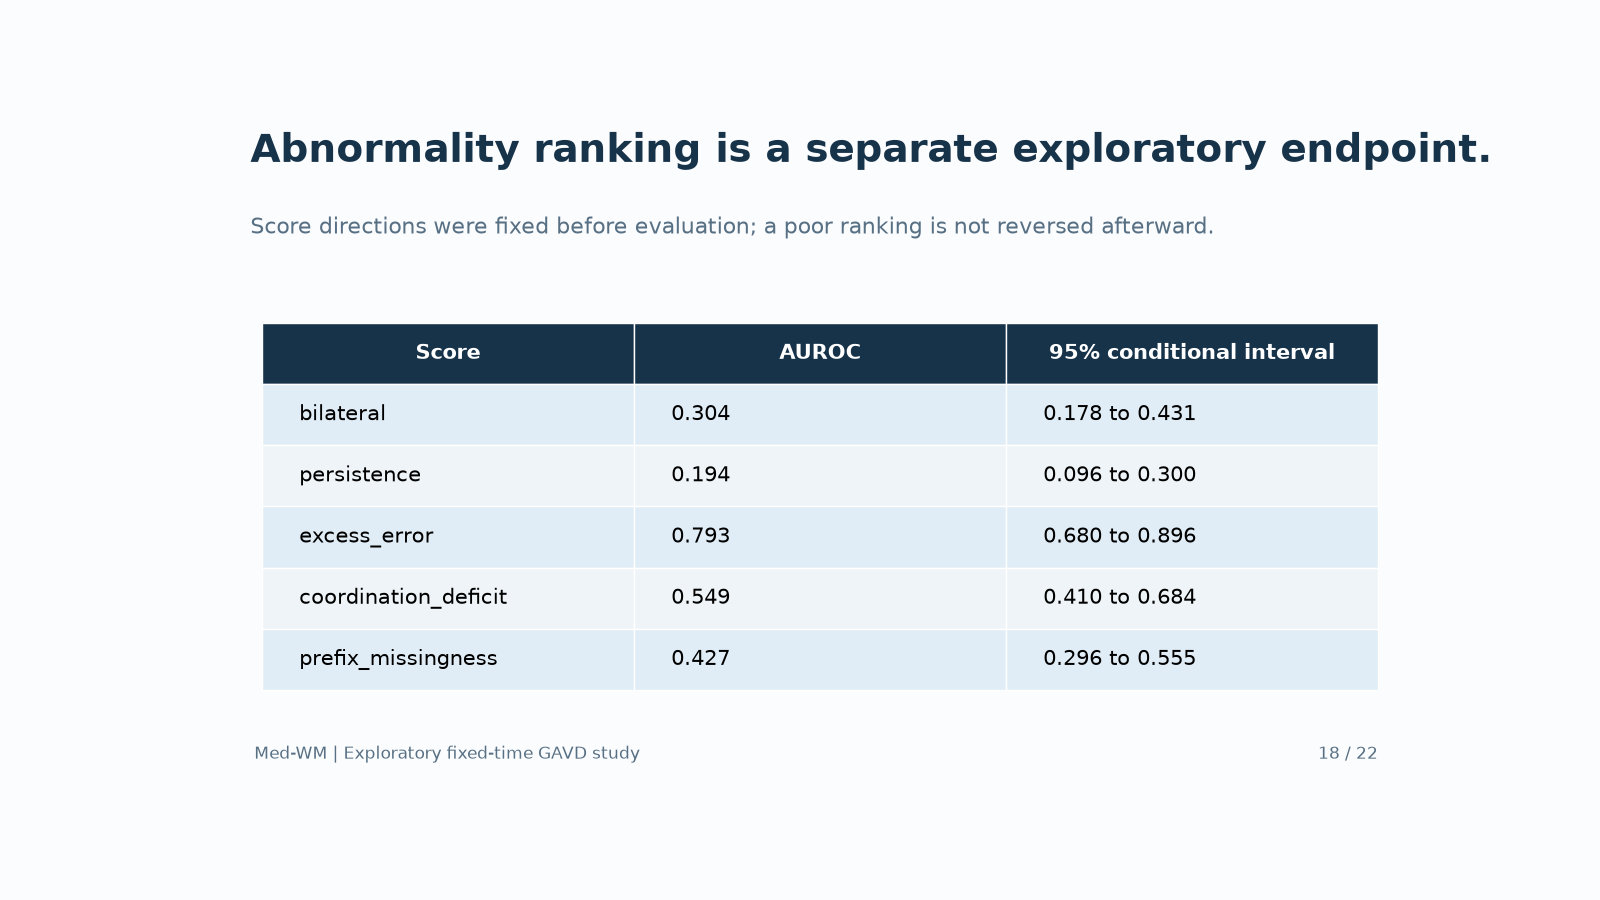 Abnormality ranking is a separate exploratory endpoint.
Score directions were fixed before evaluation; a poor ranking is not reversed afterward.
Score AUROC 95% conditional interval
bilateral 0.304 0.178 to 0.431
persistence 0.194 0.096 to 0.300
excess_error 0.793 0.680 to 0.896
coordination_deficit 0.549 0.410 to 0.684
prefix_missingness 0.427 0.296 to 0.555
Med-WM | Exploratory fixed-time GAVD study 18 / 22